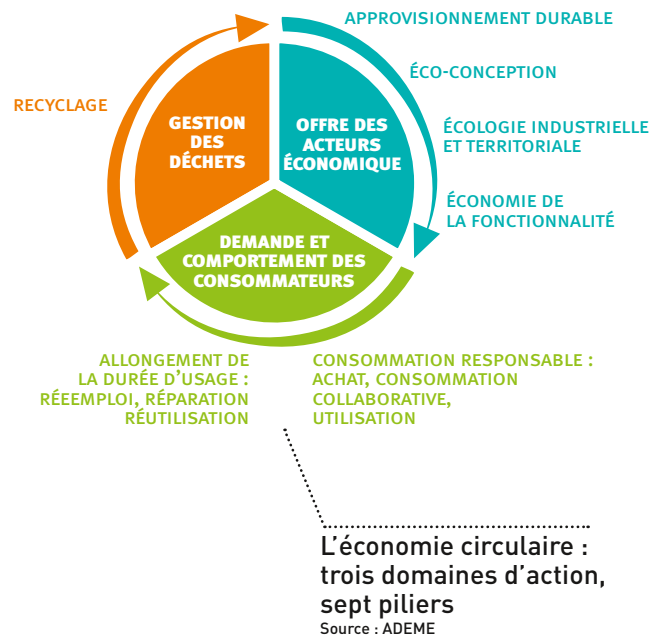 APPROVISIONNEMENT DURABLE
ÉCO-CONCEPTION
ÉCOLOGIE INDUSTRIELLE
ET TERRITORIALE
ÉCONOMIE DE
LA FONCTIONNALITÉ
RECYCLAGE
GESTION
DES
DÉCHETS
OFFRE DES
ACTEURS
ÉCONOMIQUE
DEMANDE ET
COMPORTEMENT DES
CONSOMMATEURS
ALLONGEMENT DE
LA DURÉE D'USAGE :
RÉEEMPLOI, RÉPARATION
RÉUTILISATION
CONSOMMATION RESPONSABLE :
ACHAT, CONSOMMATION
COLLABORATIVE,
UTILISATION
L'économie circulaire :
trois domaines d'action,
sept piliers
Source : ADEME